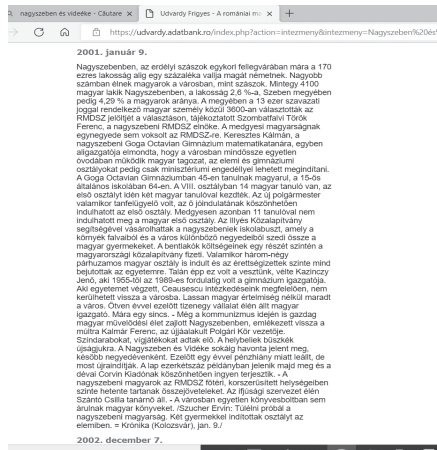 nagyszeben és videéke - Căutare
Udvardy Frigyes - A romániai ma
https://udvardy.adatbank.ro/index.php?action=intezmeny&intezmeny=Nagyszeben%20és%
2001. január 9.
Nagyszebenben, az erdélyi szászok egykori fellegvárában mára a 170
ezres lakosság alig egy százaléka vallja magát németnek. Nagyobb
számban élnek magyarok a városban, mint szászok. Mintegy 4100
magyar lakik Nagyszebenben, a lakosság 2,6 %-a, Szeben megyében
pedig 4,29 % a magyarok aránya. A megyében a 13 ezer szavazati
joggal rendelkező magyar személy közül 3600-an választották az
RMDSZ jelöltjét a választáson, tájékoztatott Szombatfalvi Török
Ferenc, a nagyszebeni RMDSZ elnöke. A medgyesi magyarságnak
egynegyede sem voksolt az RMDSZ-re. Keresztes Kálmán, a
nagyszebeni Goga Octavian Gimnázium matematikatanára, egyben
aligazgatója elmondta, hogy a városban mindössze egyetlen
óvodában működik magyar tagozat, az elemi és gimnáziumi
osztályokat pedig csak minisztériumi engedéllyel lehetett megindítani.
A Goga Octavian Gimnáziumban 45-en tanulnak magyarul, a 15-ös
általános iskolában 64-en. A VIII. osztályban 14 magyar tanuló van, az
első osztályt idén két magyar tanulóval kezdték. Az új polgármester
valamikor tanfelügyelő volt, az ő jóindulatának köszönhetően
indulhatott az első osztály. Medgyesen azonban 11 tanulóval nem
indulhatott meg a magyar első osztály. Az Illyés Közalapítvány
segítségével vásárolhattak a nagyszebeniek iskolabuszt, amely a
környék falvaiból és a város különböző negyedeiből szedi össze a
magyar gyermekeket. A bentlakók költségeinek egy részét szintén a
magyarországi közalapítvány fizeti. Valamikor három-négy
párhuzamos magyar osztály is indult és az érettségizettek szinte mind
bejutottak az egyetemre. Talán épp ez volt a vesztünk, vélte Kazinczy
Jenő, aki 1955-től az 1989-es fordulatig volt a gimnázium igazgatója.
Aki egyetemet végzett, Ceausescu intézkedéseinek megfelelően, nem
kerülhetett vissza a városba. Lassan magyar értelmiség nélkül maradt
a város. Ötven évvel ezelőtt tizenegy vállalat élén állt magyar
igazgató. Mára egy sincs. - Még a kommunizmus idején is gazdag
magyar művelődési élet zajlott Nagyszebenben, emlékezett vissza a
múltra Kalmár Ferenc, az újjáalakult Polgári Kör vezetője.
Színdarabokat, vígjátékokat adtak elő. A helybeliek büszkék
újságjukra. A Nagyszeben és Vidéke sokáig havonta jelent meg,
később negyedévenként. Ezelőtt egy évvel pénzhiány miatt leállt, de
most újraindítják. A lap ezerkétszáz példányban jelenik majd meg és a
dévai Corvin Kiadónak köszönhetően ingyen terjesztik. - A
nagyszebeni magyarok az RMDSZ főtéri, korszerűsített helységeiben
szinte hetente tartanak összejöveteleket. Az ifjúsági szervezet élén
Szántó Csilla tanárnő áll. - A városban egyetlen könyvesboltban sem
árulnak magyar könyveket. /Szucher Ervin: Túlélni próbál a
nagyszebeni magyarság. Két gyermekkel indítottak osztályt az
elemiben. = Krónika (Kolozsvár), jan. 9./
2002. december 7.